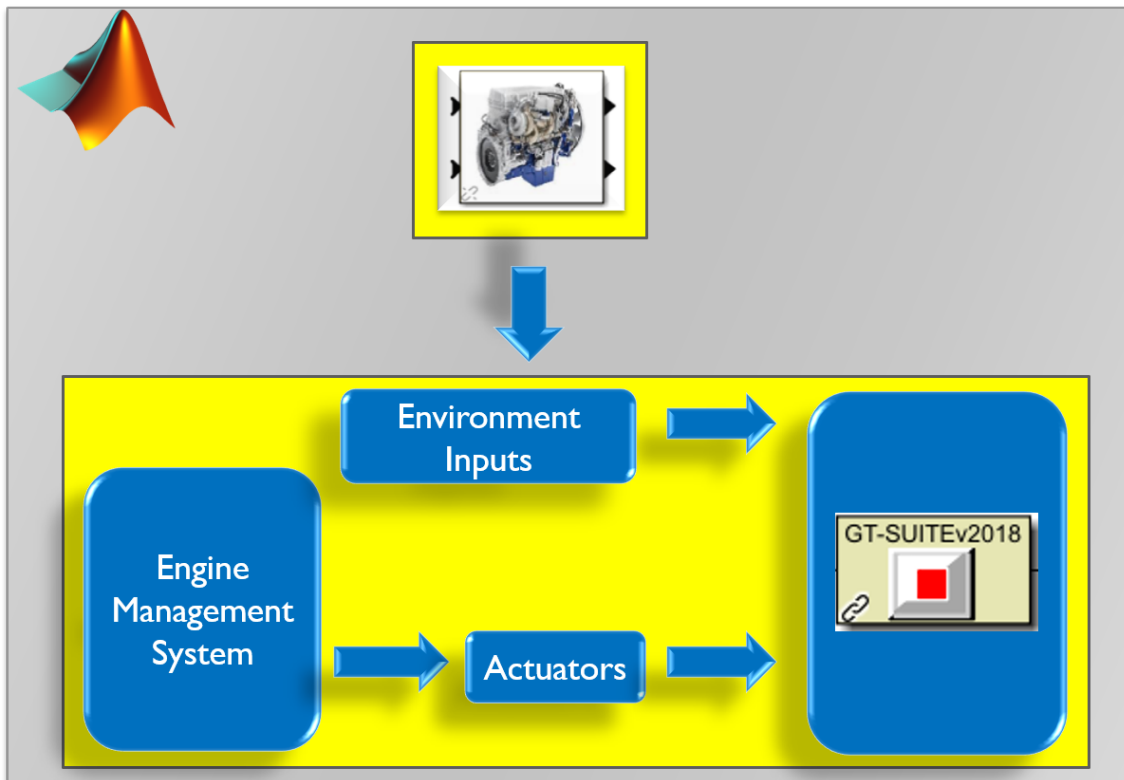 Environment
Inputs
GT-SUITEv2018
Engine
Management
System
Actuators